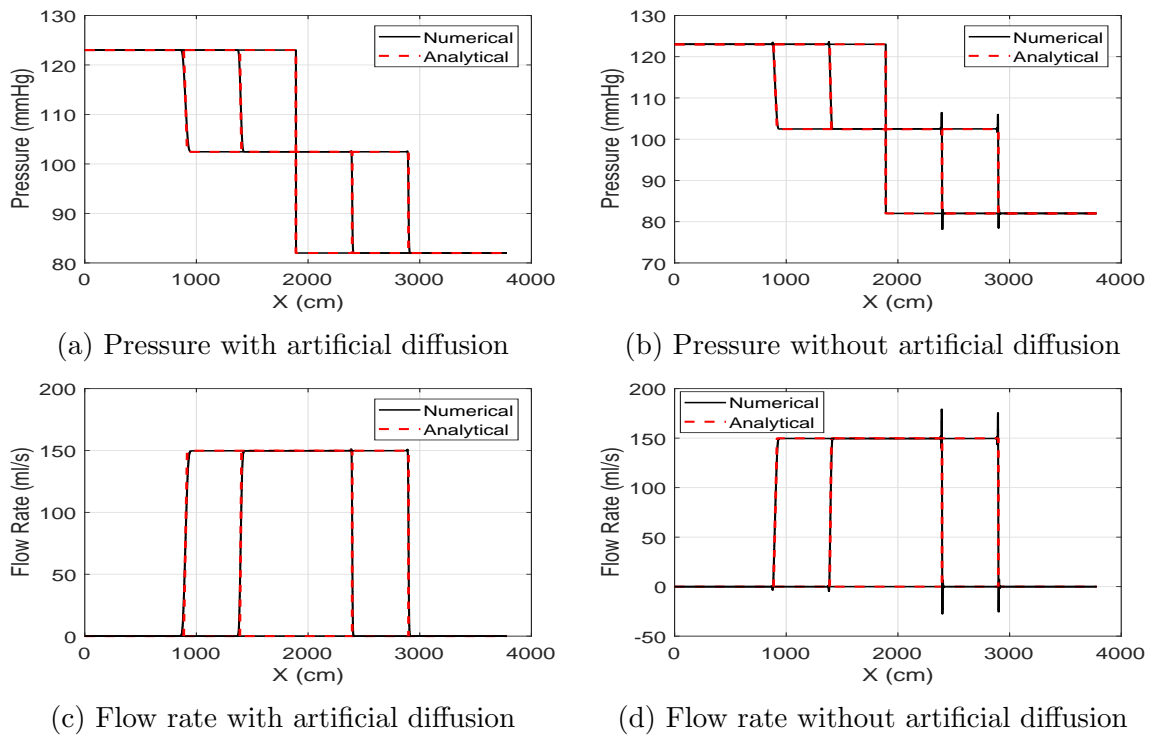 130
120
110
100
90
80
0 1000 2000 3000 4000
X (cm)
Pressure (mmHg)
Numerical
Analytical
(a) Pressure with artificial diffusion
130
120
110
100
90
80
70
0 1000 2000 3000 4000
X (cm)
Pressure (mmHg)
Numerical
Analytical
(b) Pressure without artificial diffusion
200
150
100
50
0
0 1000 2000 3000 4000
X (cm)
Flow Rate (ml/s)
Numerical
Analytical
(c) Flow rate with artificial diffusion
200
150
100
50
0
-50
0 1000 2000 3000 4000
X (cm)
Flow Rate (ml/s)
Numerical
Analytical
(d) Flow rate without artificial diffusion